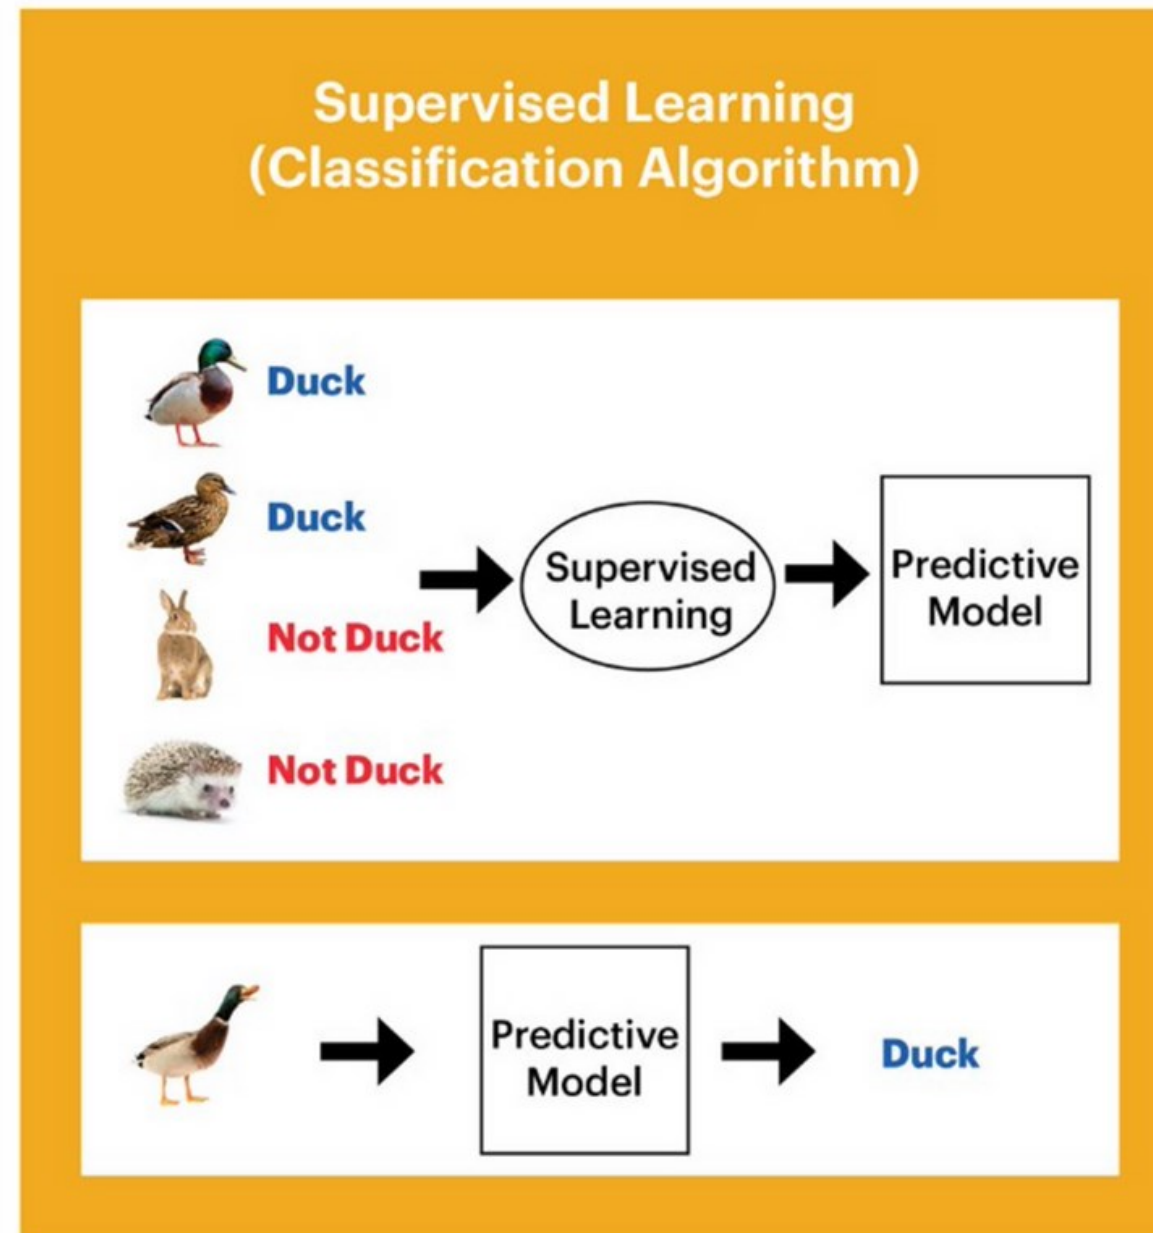 Supervised Learning
(Classification Algorithm)
Duck
Duck
Not Duck
Not Duck
Supervised
Learning
Predictive
Model
Predictive
Model
Duck